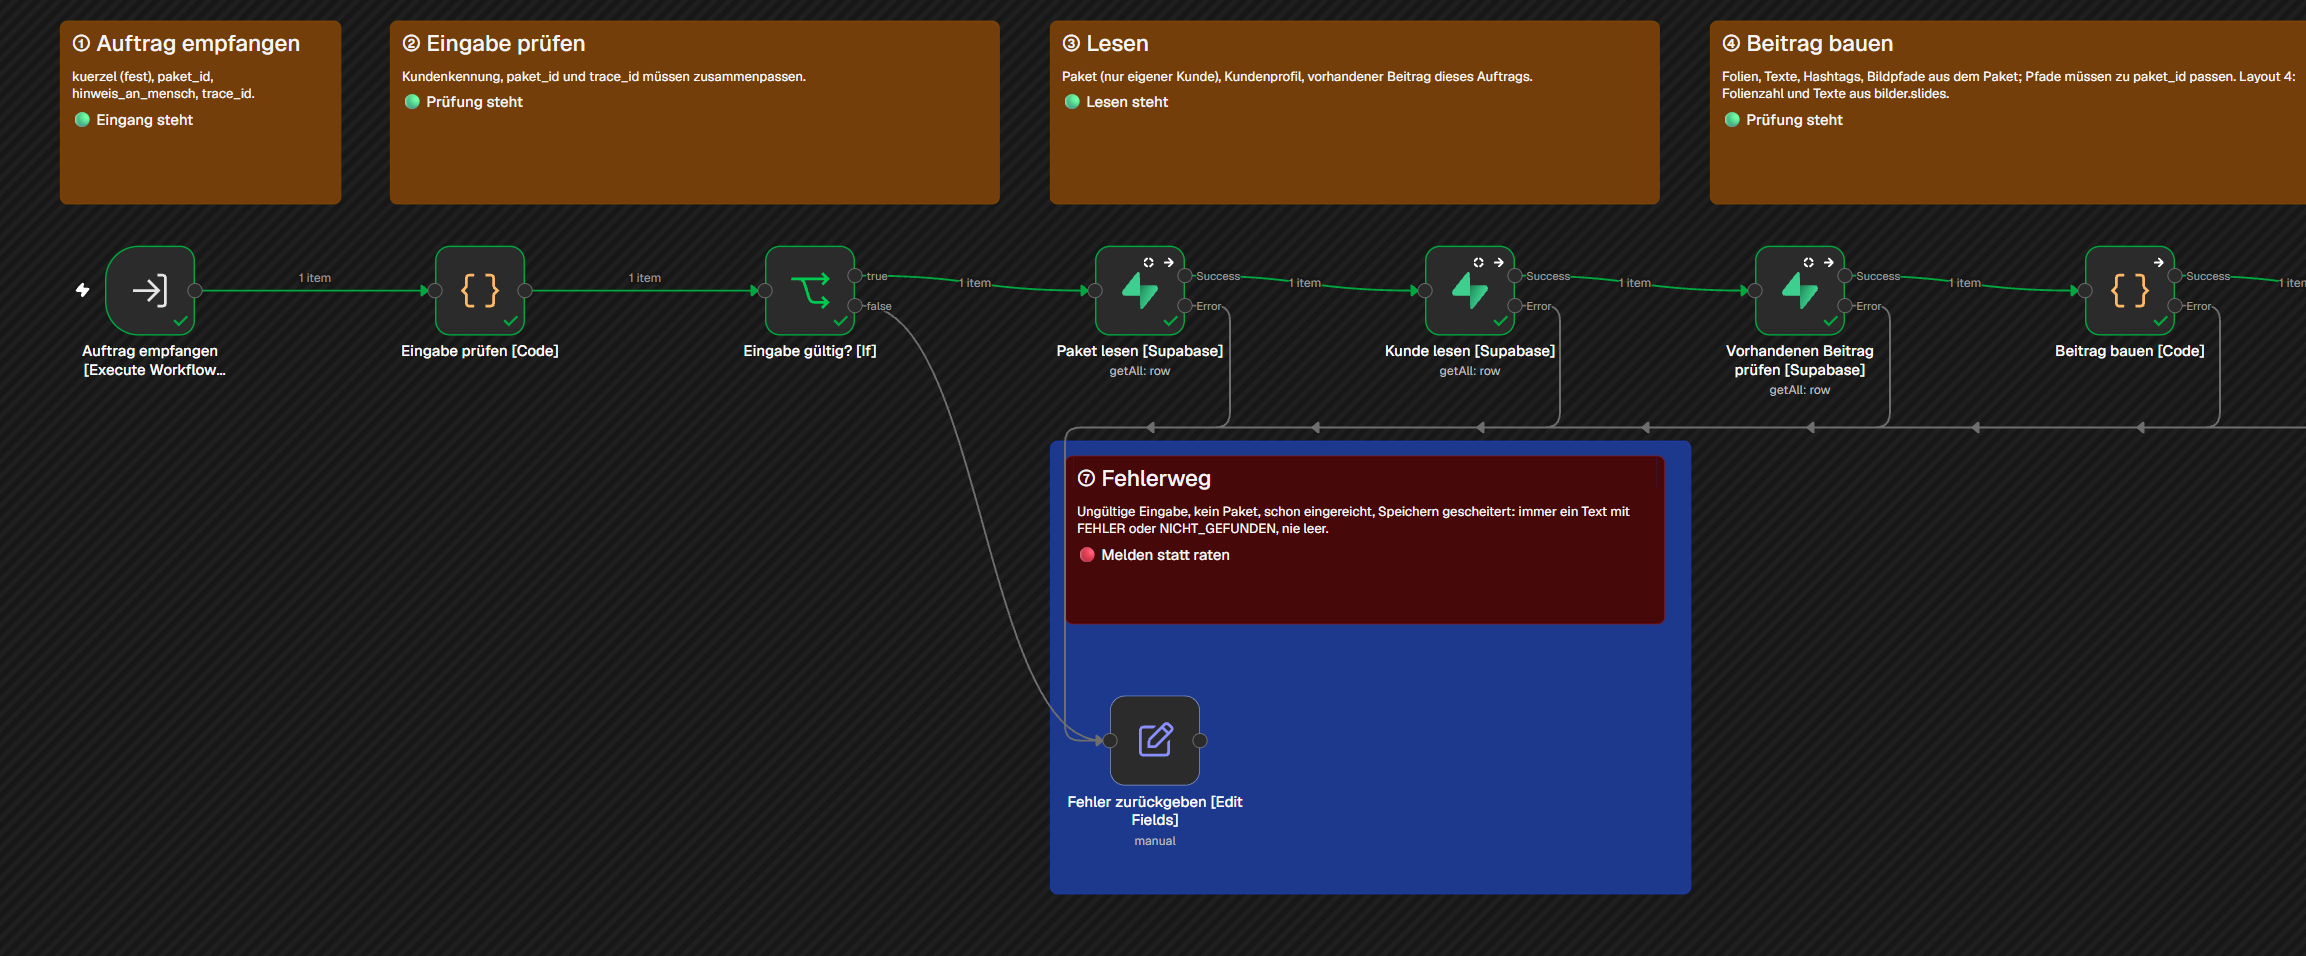 ① Auftrag empfangen
kuerzel (fest), paket_id,
hinweis_an_mensch, trace_id.
Eingang steht
② Eingabe prüfen
Kundenkennung, paket_id und trace_id müssen zusammenpassen.
Prüfung steht
③ Lesen
Paket (nur eigener Kunde), Kundenprofil, vorhandener Beitrag dieses Auftrags.
Lesen steht
④ Beitrag bauen
Folien, Texte, Hashtags, Bildpfade aus dem Paket; Pfade müssen zu paket_id passen. Layout 4:
Folienzahl und Texte aus bilder.slides.
Prüfung steht
1 item
1 item
true
false
1 item
Success
Error
1 item
Success
Error
1 item
Success
Error
1 item
Success
Error
1 iten
Auftrag empfangen
[Execute Workflow...
Eingabe prüfen [Code]
Eingabe gültig? [If]
Paket lesen [Supabase]
getAll: row
Kunde lesen [Supabase]
getAll: row
Vorhandenen Beitrag
prüfen [Supabase]
getAll: row
Beitrag bauen [Code]
⑦ Fehlerweg
Ungültige Eingabe, kein Paket, schon eingereicht, Speichern gescheitert: immer ein Text mit
FEHLER oder NICHT_GEFUNDEN, nie leer.
Melden statt raten
Fehler zurückgeben [Edit
Fields]
manual